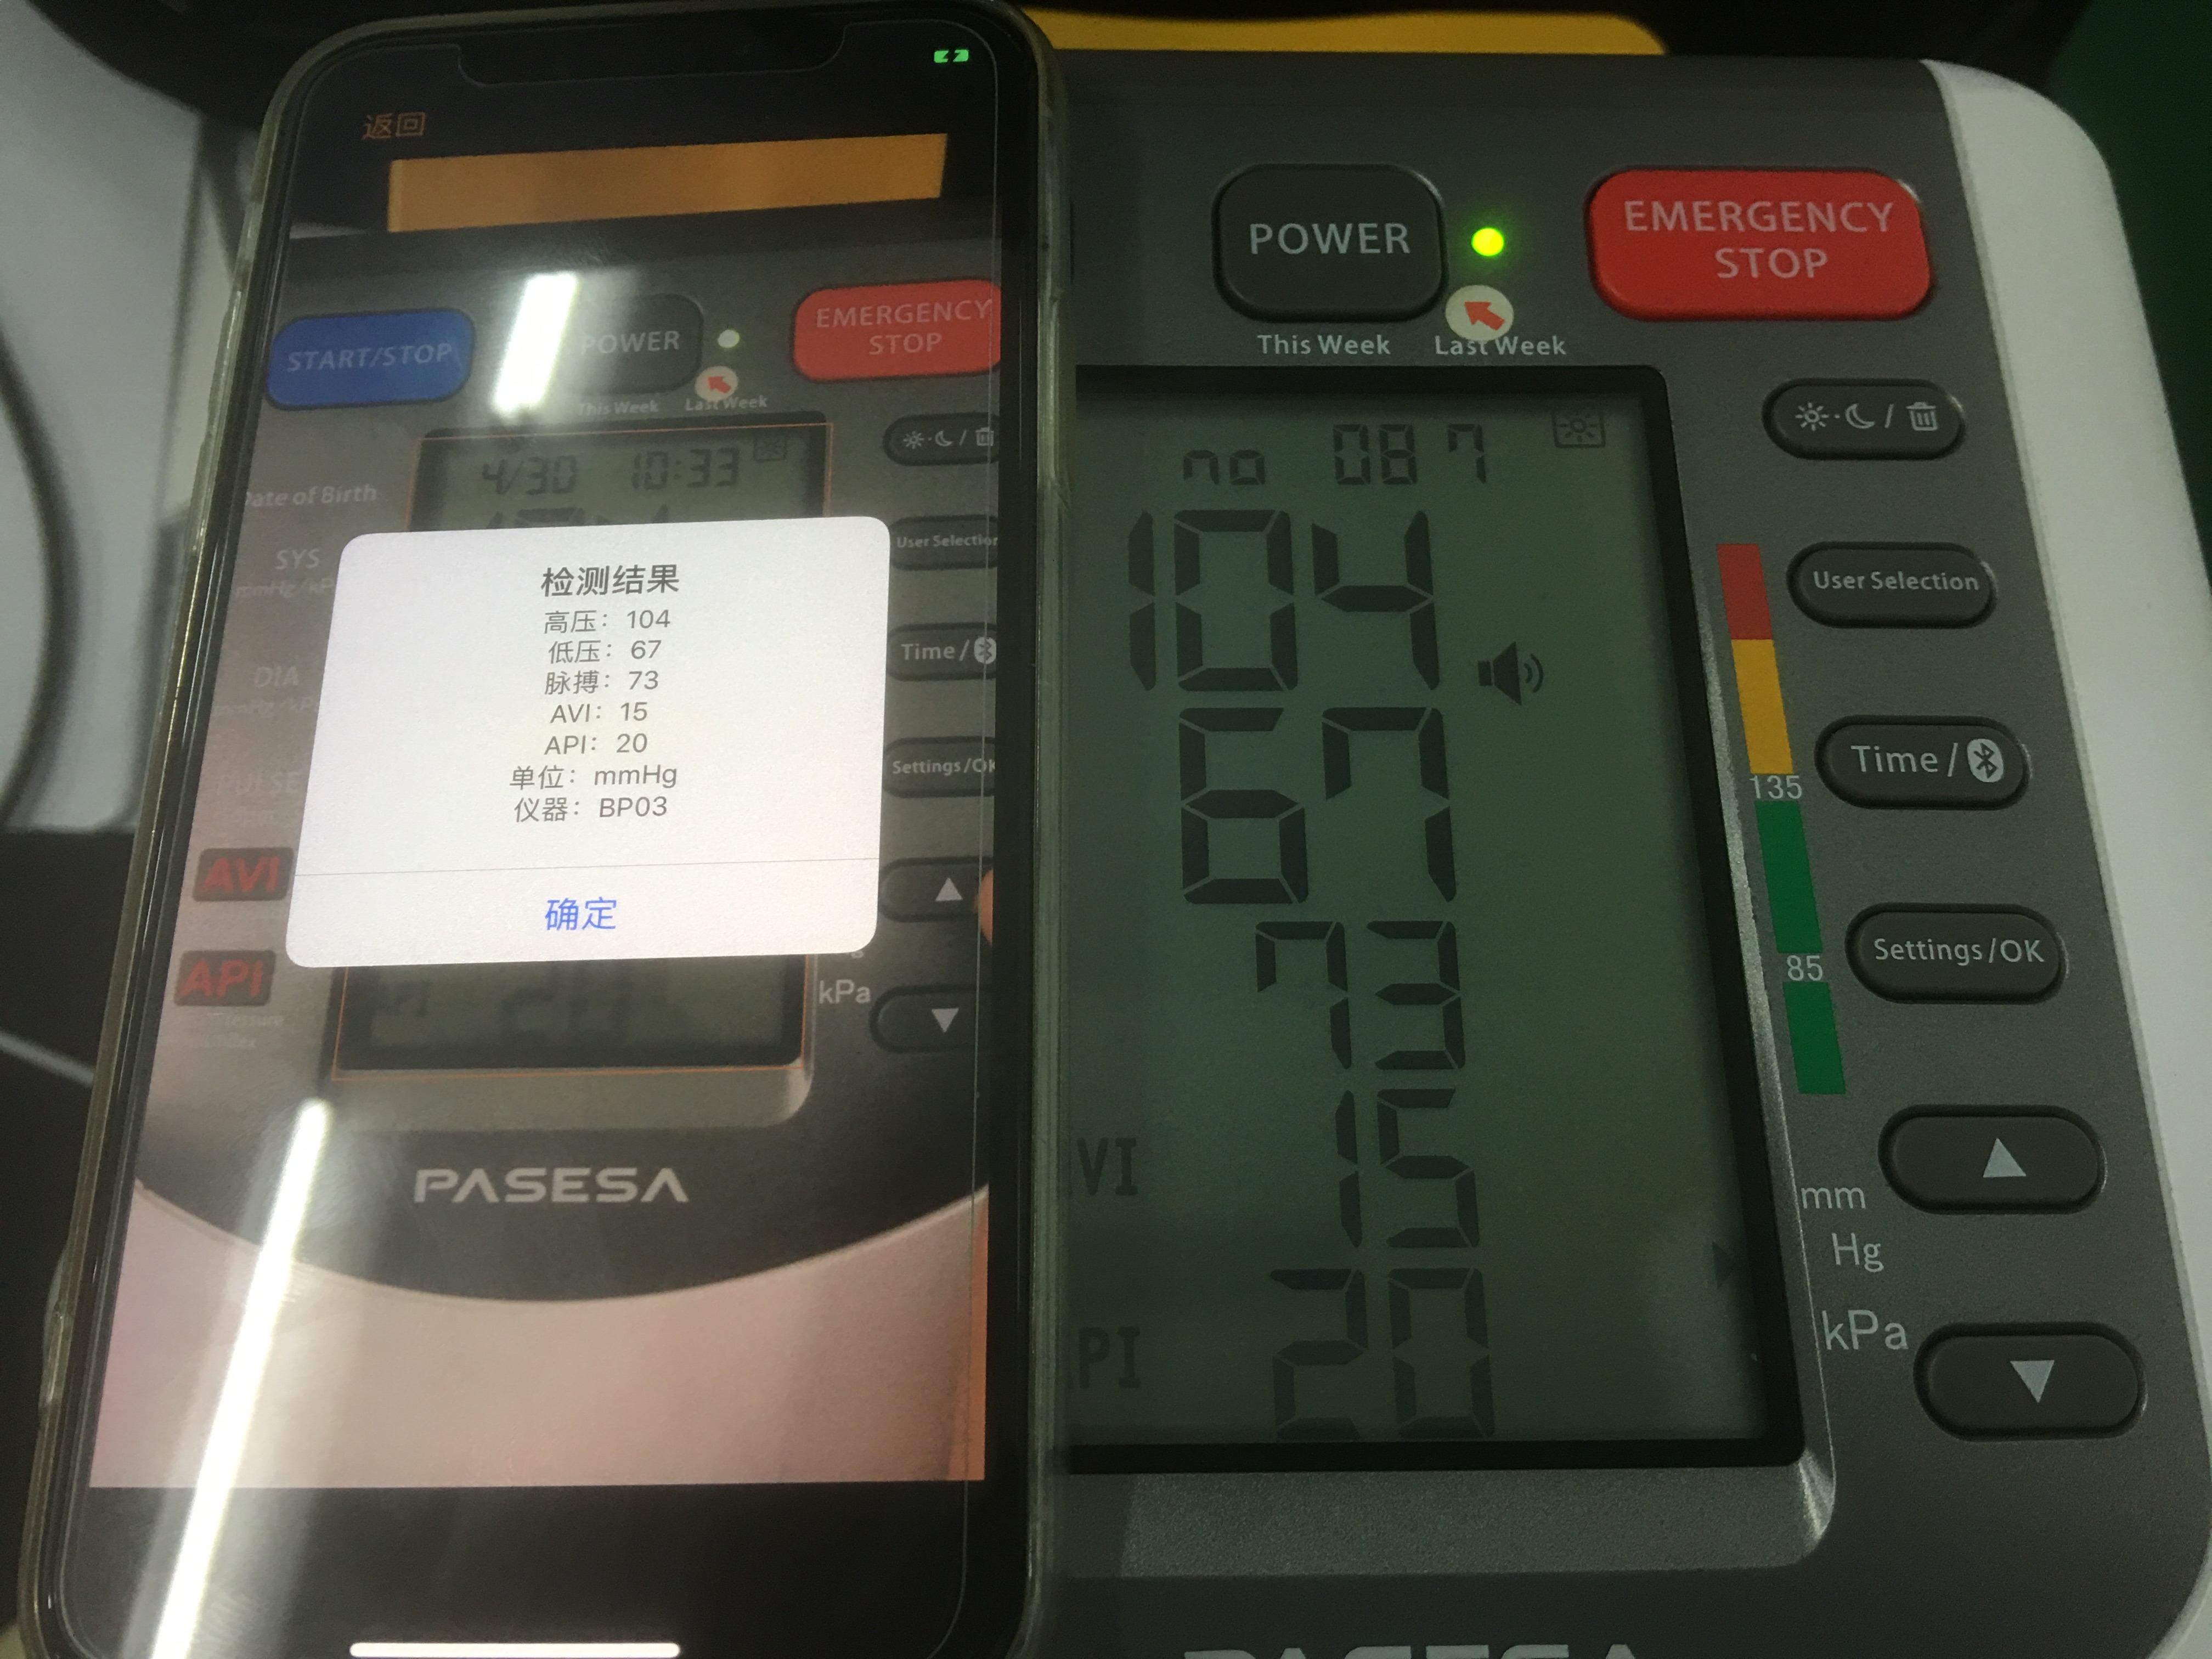 返回
START/STOP
POWER
EMERGENCY
STOP
This Week
Last Week
4/30 10:33
Date of Birth
SYS
User Selection
DIA
Time/
PULSE
Settings/OK
AVI
API
kPa
检测结果
高压：104
低压：67
脉搏：73
AVI：15
API：20
单位：mmHg
仪器：BP03
确定
PASESA
POWER
EMERGENCY
STOP
This Week
Last Week
no 087
104
67
73
VI
15
PI
20
User Selection
135
Time/
85
Settings/OK
mm
Hg
kPa
PASESA